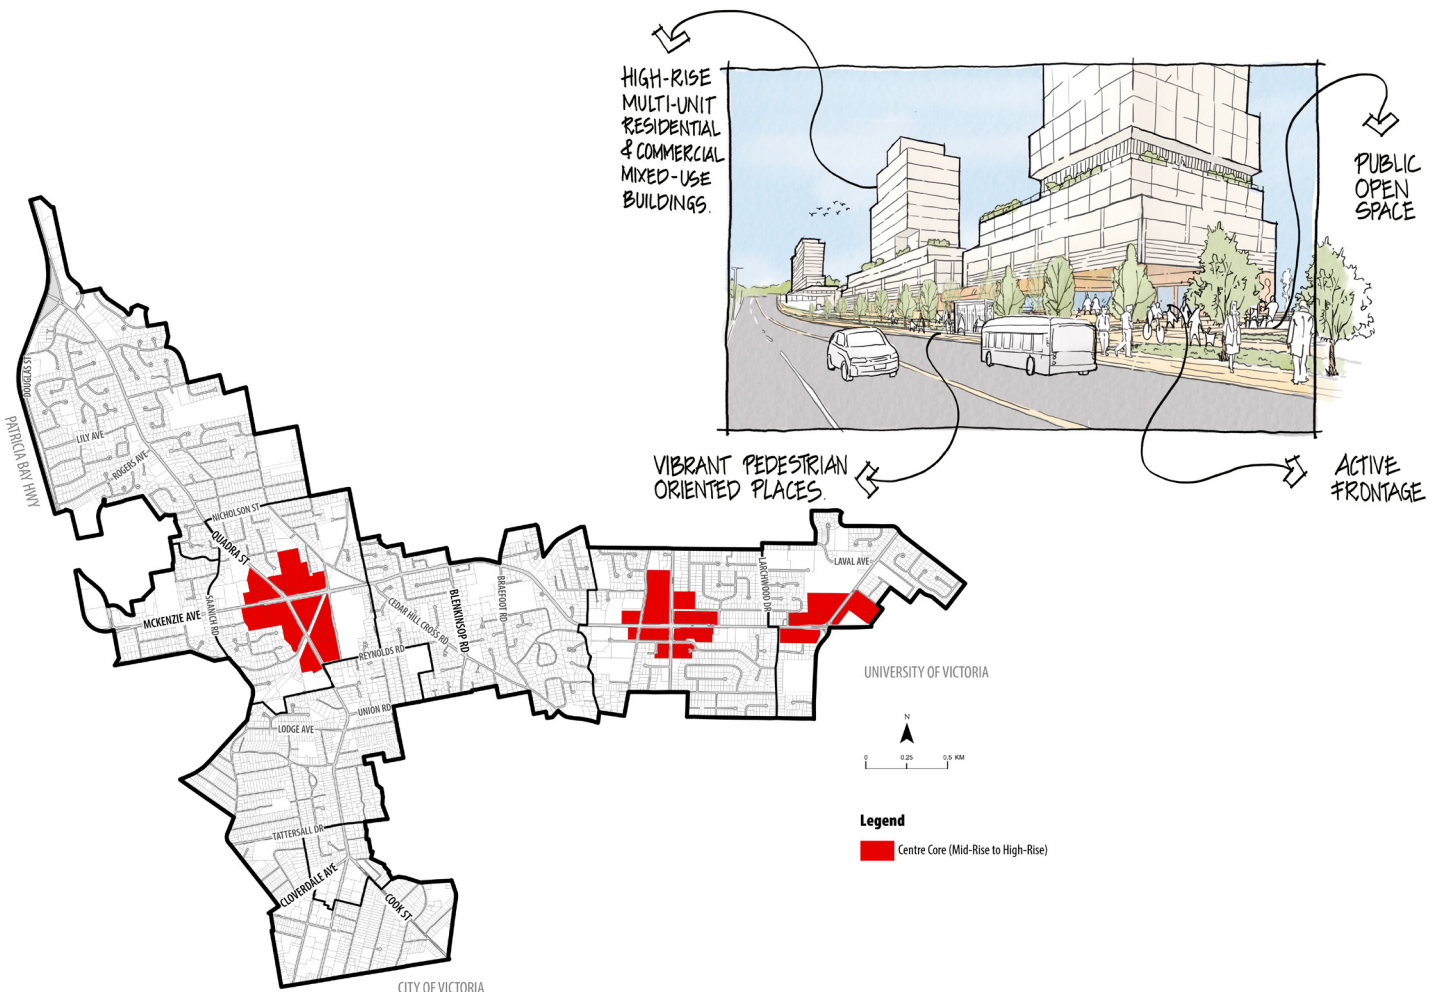 HIGH-RISE
MULTI-UNIT
RESIDENTIAL
& COMMERCIAL
MIXED-USE
BUILDINGS.
PUBLIC
OPEN
SPACE
VIBRANT PEDESTRIAN
ORIENTED PLACES.
ACTIVE
FRONTAGE
DOUGLAS ST
PATRICIA BAY HWY
LILY AVE
ROGERS AVE
NICHOLSON ST
QUADRA ST
MCKENZIE AVE
SAANICH RD
CEDAR HILL CROSS RD
BLENKINSOP RD
BRAEFOOT RD
REYNOLDS RD
UNION RD
LODGE AVE
TATTERSALL DR
CLOVERDALE AVE
COOK ST
CITY OF VICTORIA
LARCHWOOD DR
LAVAL AVE
UNIVERSITY OF VICTORIA
N
0 0.25 0.5 KM
Legend
Centre Core (Mid-Rise to High-Rise)